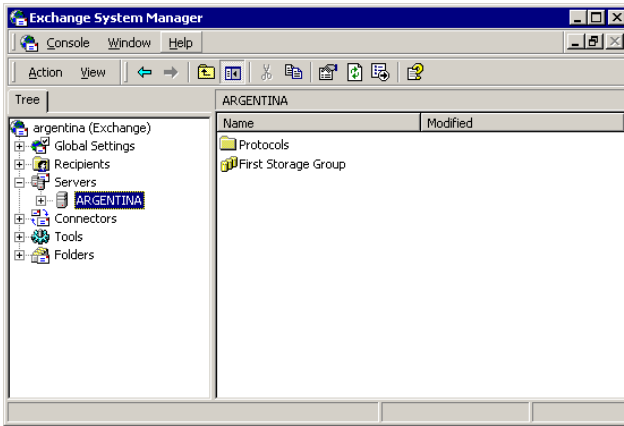 Exchange System Manager
Console Window Help
Action View
Tree
ARGENTINA
argentina (Exchange)
Global Settings
Recipients
Servers
ARGENTINA
Connectors
Tools
Folders
Name Modified
Protocols
First Storage Group